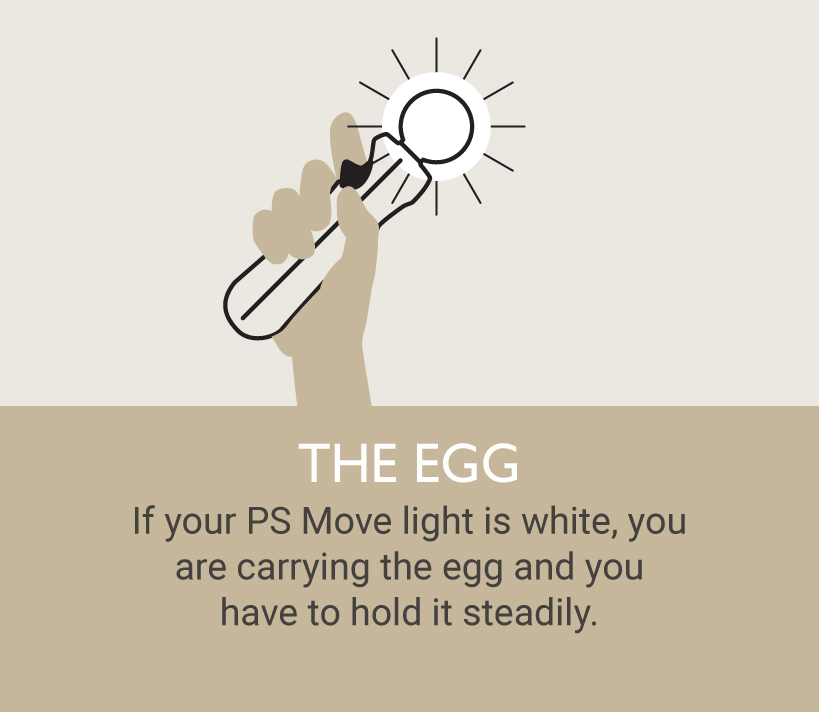 THE EGG
If your PS Move light is white, you
are carrying the egg and you
have to hold it steadily.